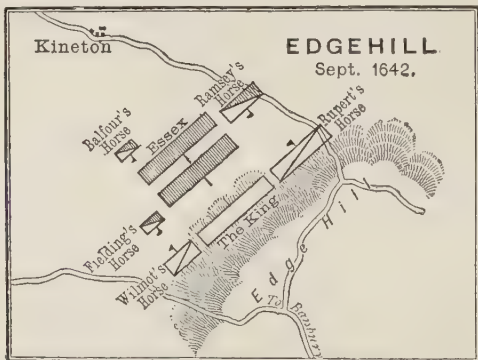 EDGEHILL
Sept. 1642.
Kineton
Ramsey's
Horse
Rupert's
Horse
Balfour's
Horse
Essex
The King
Fielding's
Horse
Wilmot's
Horse
Edge Hill
To Banbury